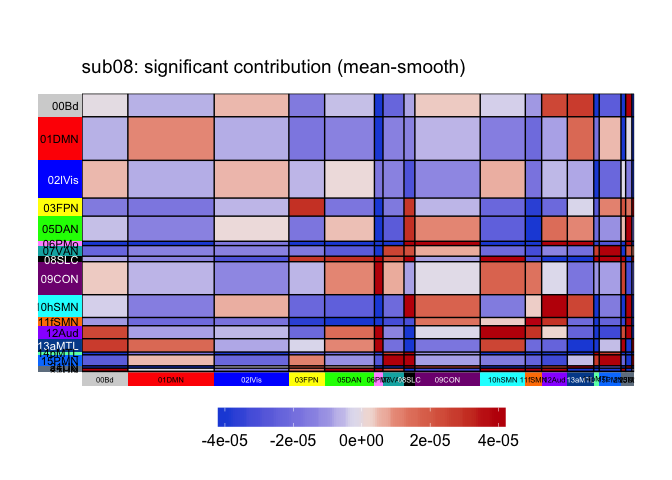 sub08: significant contribution (mean-smooth)
00Bd
01DMN
02lVis
03FPN
05DAN
06PMo
07VAN
08SLC
09CON
10hSMN
11fSMN
12Aud
13aMTL
15PMN
00Bd 01DMN 02lVis 03FPN 05DAN 08SLC 09CON 10hSMN 11fSMN 12Aud 13aMTL
-4e-05 -2e-05 0e+00 2e-05 4e-05